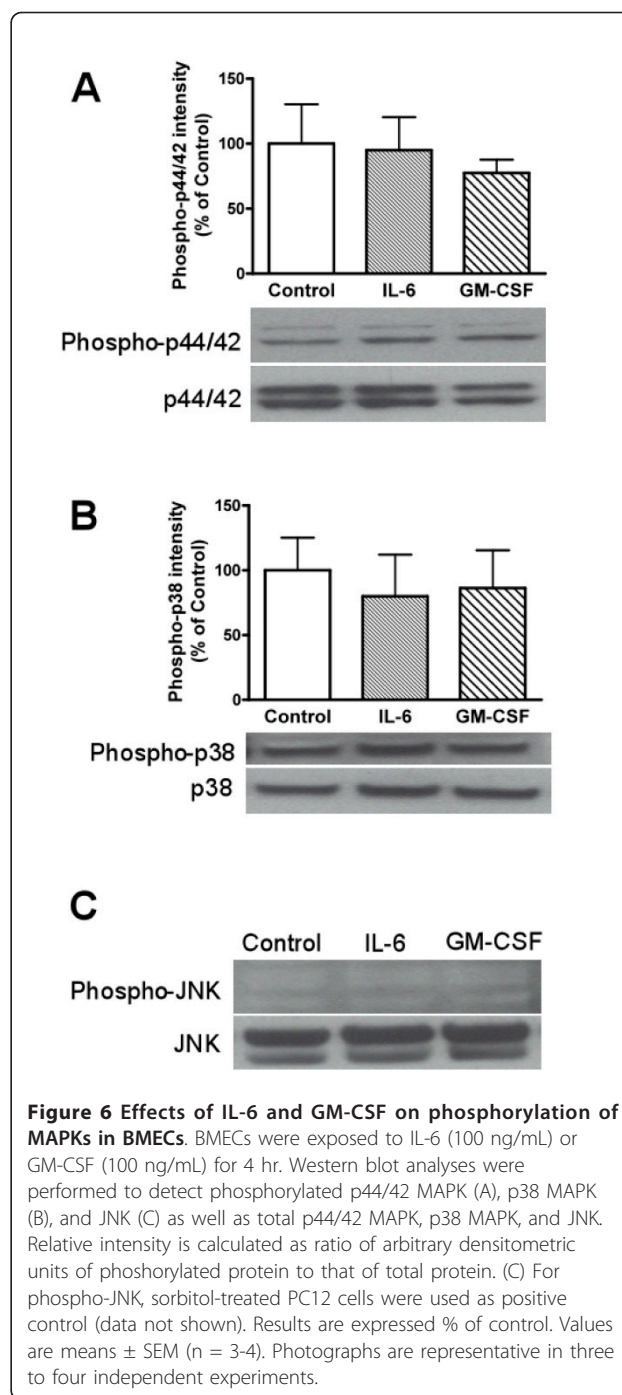 A
Phospho-p44/42 intensity
(% of Control)
150
100
50
0
Control IL-6 GM-CSF
Phospho-p44/42
p44/42
B
Phospho-p38 intensity
(% of Control)
150
100
50
0
Control IL-6 GM-CSF
Phospho-p38
p38
C
Control IL-6 GM-CSF
Phospho-JNK
JNK
Figure 6 Effects of IL-6 and GM-CSF on phosphorylation of
MAPKs in BMECs. BMECs were exposed to IL-6 (100 ng/mL) or
GM-CSF (100 ng/mL) for 4 hr. Western blot analyses were
performed to detect phosphorylated p44/42 MAPK (A), p38 MAPK
(B), and JNK (C) as well as total p44/42 MAPK, p38 MAPK, and JNK.
Relative intensity is calculated as ratio of arbitrary densitometric
units of phoshorylated protein to that of total protein. (C) For
phospho-JNK, sorbitol-treated PC12 cells were used as positive
control (data not shown). Results are expressed % of control. Values
are means ± SEM (n = 3-4). Photographs are representative in three
to four independent experiments.